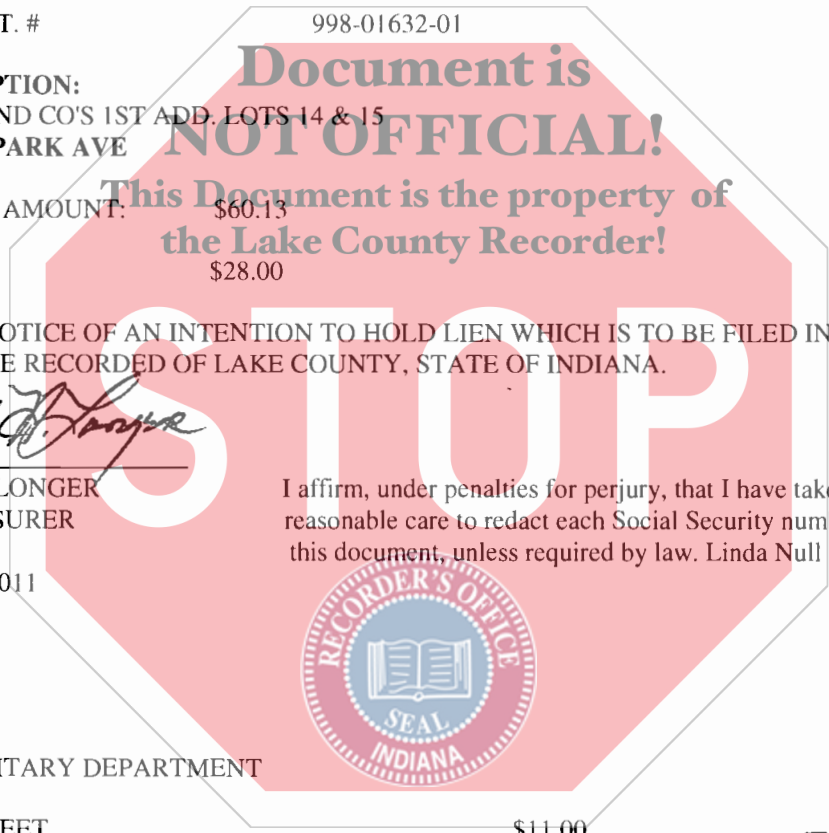 T. # 998-01632-01
Document is
PTION:
ND CO'S 1ST ADD. LOTS 14 & 15
PARK AVE
NOT OFFICIAL!
This Document is the property of
AMOUNT: $60.13
the Lake County Recorder!
$28.00
OTICE OF AN INTENTION TO HOLD LIEN WHICH IS TO BE FILED IN
E RECORDED OF LAKE COUNTY, STATE OF INDIANA.
STOP
LONGER
SURER
I affirm, under penalties for perjury, that I have take
reasonable care to redact each Social Security num
this document, unless required by law. Linda Null
011
RECORDER'S OFFICE
SEAL
INDIANA
ITARY DEPARTMENT
EET $11.00